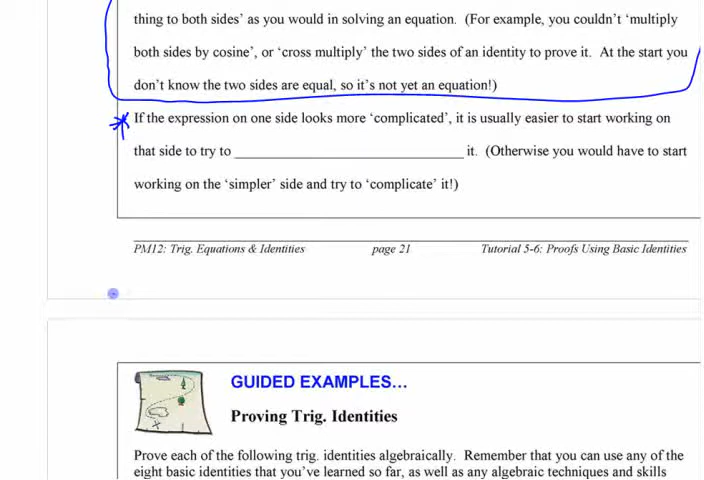 thing to both sides' as you would in solving an equation. (For example, you couldn't 'multiply
both sides by cosine', or 'cross multiply' the two sides of an identity to prove it. At the start you
don't know the two sides are equal, so it's not yet an equation!)
If the expression on one side looks more 'complicated', it is usually easier to start working on
that side to try to ________________________________ it. (Otherwise you would have to start
working on the 'simpler' side and try to 'complicate' it!)
PM12: Trig. Equations & Identities page 21 Tutorial 5-6: Proofs Using Basic Identities
GUIDED EXAMPLES...
Proving Trig. Identities
Prove each of the following trig. identities algebraically. Remember that you can use any of the
eight basic identities that you've learned so far, as well as any algebraic techniques and skills